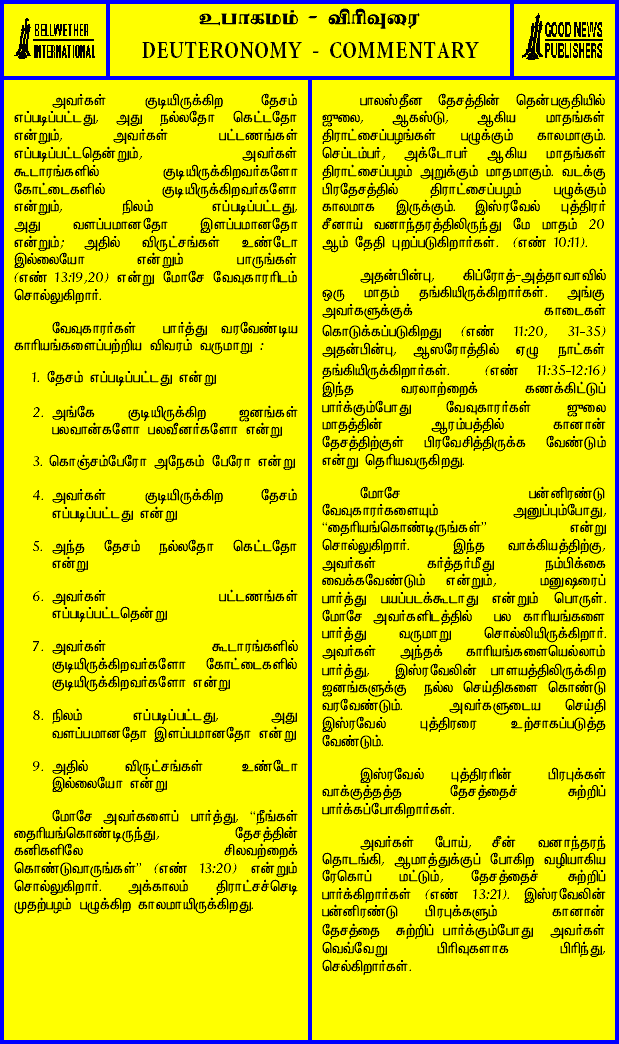 BELLWETHER
INTERNATIONAL
உபாகமம் - விரிவுரை
DEUTERONOMY - COMMENTARY
GOOD NEWS
PUBLISHERS
அவர்கள் குடியிருக்கிற தேசம்
எப்படிப்பட்டது, அது நல்லதோ கெட்டதோ
என்றும், அவர்கள் பட்டணங்கள்
எப்படிப்பட்டதென்றும், அவர்கள்
கூடாரங்களில் குடியிருக்கிறவர்களோ
கோட்டைகளில் குடியிருக்கிறவர்களோ
என்றும், நிலம் எப்படிப்பட்டது,
அது வளப்பமானதோ இளப்பமானதோ
என்றும்; அதில் விருட்சங்கள் உண்டோ
இல்லையோ என்றும் பாருங்கள்
(எண் 13:19,20) என்று மோசே வேவுகாரரிடம்
சொல்லுகிறார்.
வேவுகாரர்கள் பார்த்து வரவேண்டிய
காரியங்களைப்பற்றிய விவரம் வருமாறு :
1. தேசம் எப்படிப்பட்டது என்று
2. அங்கே குடியிருக்கிற ஜனங்கள்
பலவான்களோ பலவீனர்களோ என்று
3. கொஞ்சம்பேரோ அநேகம் பேரோ என்று
4. அவர்கள் குடியிருக்கிற தேசம்
எப்படிப்பட்டது என்று
5. அந்த தேசம் நல்லதோ கெட்டதோ
என்று
6. அவர்கள் பட்டணங்கள்
எப்படிப்பட்டதென்று
7. அவர்கள் கூடாரங்களில்
குடியிருக்கிறவர்களோ கோட்டைகளில்
குடியிருக்கிறவர்களோ என்று
8. நிலம் எப்படிப்பட்டது, அது
வளப்பமானதோ இளப்பமானதோ என்று
9. அதில் விருட்சங்கள் உண்டோ
இல்லையோ என்று
மோசே அவர்களைப் பார்த்து, "நீங்கள்
தைரியங்கொண்டிருந்து, தேசத்தின்
கனிகளிலே சிலவற்றைக்
கொண்டுவாருங்கள்" (எண் 13:20) என்றும்
சொல்லுகிறார். அக்காலம் திராட்சச்செடி
முதற்பழம் பழுக்கிற காலமாயிருக்கிறது.
பாலஸ்தீன தேசத்தின் தென்பகுதியில்
ஜுலை, ஆகஸ்டு, ஆகிய மாதங்கள்
திராட்சைப்பழங்கள் பழுக்கும் காலமாகும்.
செப்டம்பர், அக்டோபர் ஆகிய மாதங்கள்
திராட்சைப்பழம் அறுக்கும் மாதமாகும். வடக்கு
பிரதேசத்தில் திராட்சைப்பழம் பழுக்கும்
காலமாக இருக்கும். இஸ்ரவேல் புத்திரர்
சீனாய் வனாந்தரத்திலிருந்து மே மாதம் 20
ஆம் தேதி புறப்படுகிறார்கள். (எண் 10:11).
அதன்பின்பு, கிப்ரோத்-அத்தாவாவில்
ஒரு மாதம் தங்கியிருக்கிறார்கள். அங்கு
அவர்களுக்குக் காடைகள்
கொடுக்கப்படுகிறது (எண் 11:20, 31-35)
அதன்பின்பு, ஆஸரோத்தில் ஏழு நாட்கள்
தங்கியிருக்கிறார்கள். (எண் 11:35-12:16)
இந்த வரலாற்றைக் கணக்கிட்டுப்
பார்க்கும்போது வேவுகாரர்கள் ஜுலை
மாதத்தின் ஆரம்பத்தில் கானான்
தேசத்திற்குள் பிரவேசித்திருக்க வேண்டும்
என்று தெரியவருகிறது.
மோசே பன்னிரண்டு
வேவுகாரர்களையும் அனுப்பும்போது,
"தைரியங்கொண்டிருங்கள்" என்று
சொல்லுகிறார். இந்த வாக்கியத்திற்கு,
அவர்கள் கர்த்தர்மீது நம்பிக்கை
வைக்கவேண்டும் என்றும், மனுஷரைப்
பார்த்து பயப்படக்கூடாது என்றும் பொருள்.
மோசே அவர்களிடத்தில் பல காரியங்களை
பார்த்து வருமாறு சொல்லியிருக்கிறார்.
அவர்கள் அந்தக் காரியங்களையெல்லாம்
பார்த்து, இஸ்ரவேலின் பாளயத்திலிருக்கிற
ஜனங்களுக்கு நல்ல செய்திகளை கொண்டு
வரவேண்டும். அவர்களுடைய செய்தி
இஸ்ரவேல் புத்திரரை உற்சாகப்படுத்த
வேண்டும்.
இஸ்ரவேல் புத்திரரின் பிரபுக்கள்
வாக்குத்தத்த தேசத்தைச் சுற்றிப்
பார்க்கப்போகிறார்கள்.
அவர்கள் போய், சீன் வனாந்தரந்
தொடங்கி, ஆமாத்துக்குப் போகிற வழியாகிய
ரேகொப் மட்டும், தேசத்தைச் சுற்றிப்
பார்க்கிறார்கள் (எண் 13:21). இஸ்ரவேலின்
பன்னிரண்டு பிரபுக்களும் கானான்
தேசத்தை சுற்றிப் பார்க்கும்போது அவர்கள்
வெவ்வேறு பிரிவுகளாக பிரிந்து,
செல்கிறார்கள்.